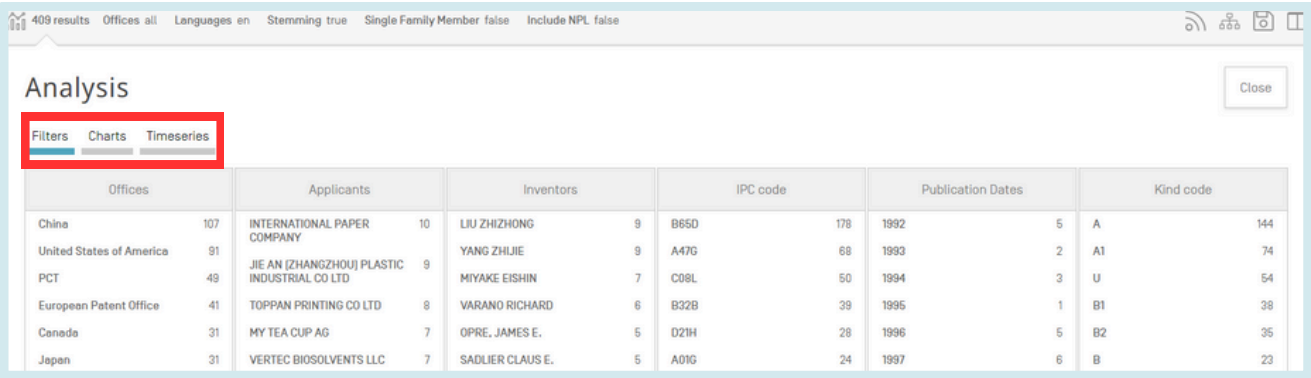 409 results Offices all Languages en Stemming true Single Family Member false Include NPL false
Analysis
Close
Filters Charts Timeseries
Offices Applicants Inventors IPC code Publication Dates Kind code
China 107 INTERNATIONAL PAPER COMPANY 10 LIU ZHIZHONG 9 B65D 178 1992 5 A 144
United States of America 91 JIE AN (ZHANGZHOU) PLASTIC INDUSTRIAL CO LTD 9 YANG ZHIJIE 9 A47G 68 1993 2 A1 74
PCT 49 TOPPAN PRINTING CO LTD 8 MIYAKE EISHIN 7 C08L 50 1994 3 U 54
European Patent Office 41 MY TEA CUP AG 7 VARANO RICHARD 6 B32B 39 1995 1 B1 38
Canada 31 VERTEC BIOSOLVENTS LLC 7 OPRE, JAMES E. 5 D21H 28 1996 5 B2 35
Japan 31 SADLIER CLAUS E. 5 A01G 24 1997 6 B 23